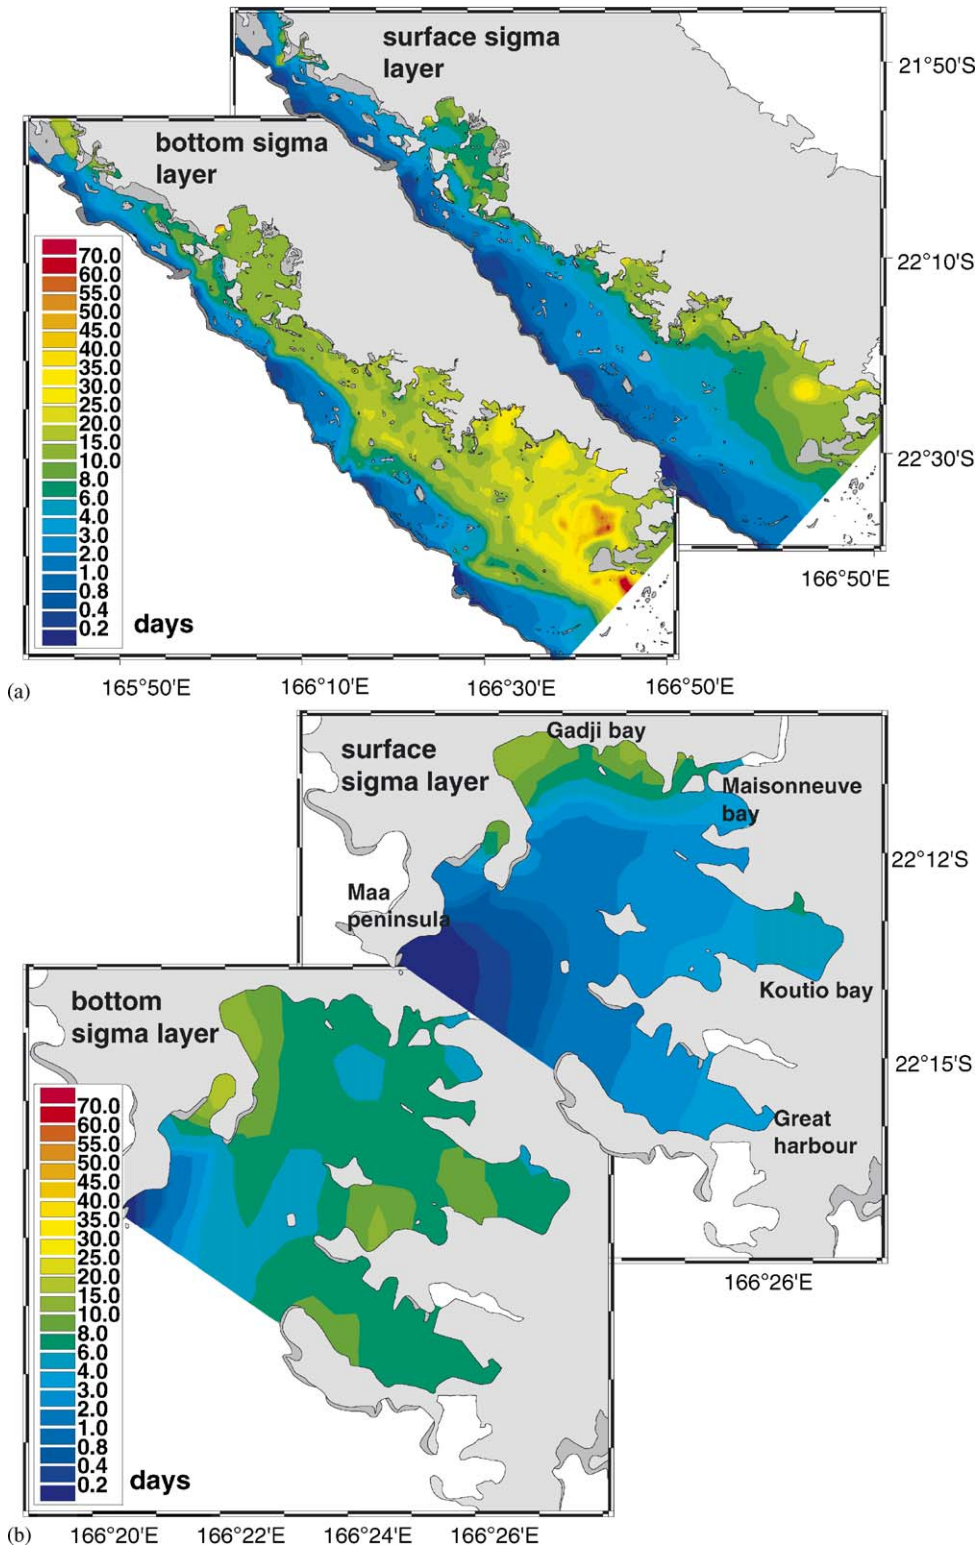 surface sigma
layer
21°50'S
bottom sigma
layer
22°10'S
22°30'S
70.0
60.0
55.0
50.0
45.0
40.0
35.0
30.0
25.0
20.0
15.0
10.0
8.0
6.0
4.0
3.0
2.0
1.0
0.8
0.4
0.2
days
166°50'E
(a)
165°50'E 166°10'E 166°30'E 166°50'E
surface
sigma layer
Gadji bay
Maisonneuve
bay
22°12'S
Maa
peninsula
Koutio bay
bottom
sigma layer
22°15'S
Great
harbour
70.0
60.0
55.0
50.0
45.0
40.0
35.0
30.0
25.0
20.0
15.0
10.0
8.0
6.0
4.0
3.0
2.0
1.0
0.8
0.4
0.2
days
166°26'E
(b)
166°20'E 166°22'E 166°24'E 166°26'E